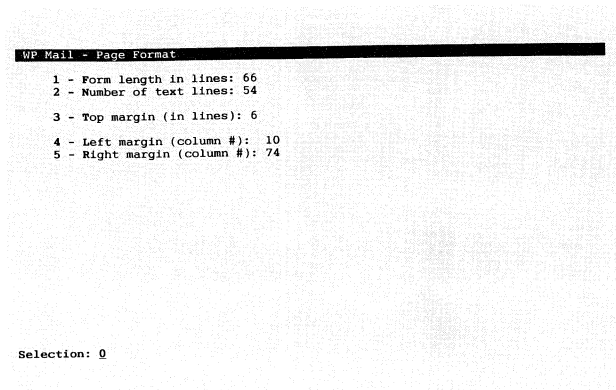 WP Mail - Page Format
1 - Form length in lines: 66
2 - Number of text lines: 54
3 - Top margin (in lines): 6
4 - Left margin (column #): 10
5 - Right margin (column #): 74
Selection: 0